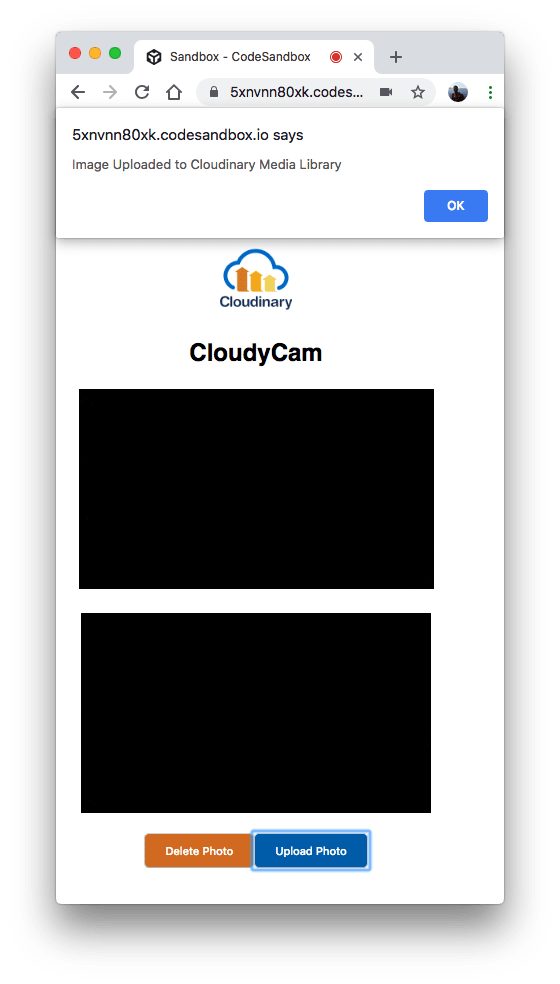 Sandbox - CodeSandbox
5xnvnn80xk.codes...
5xnvnn80xk.codesandbox.io says
Image Uploaded to Cloudinary Media Library
OK
Cloudinary
CloudyCam
Delete Photo
Upload Photo